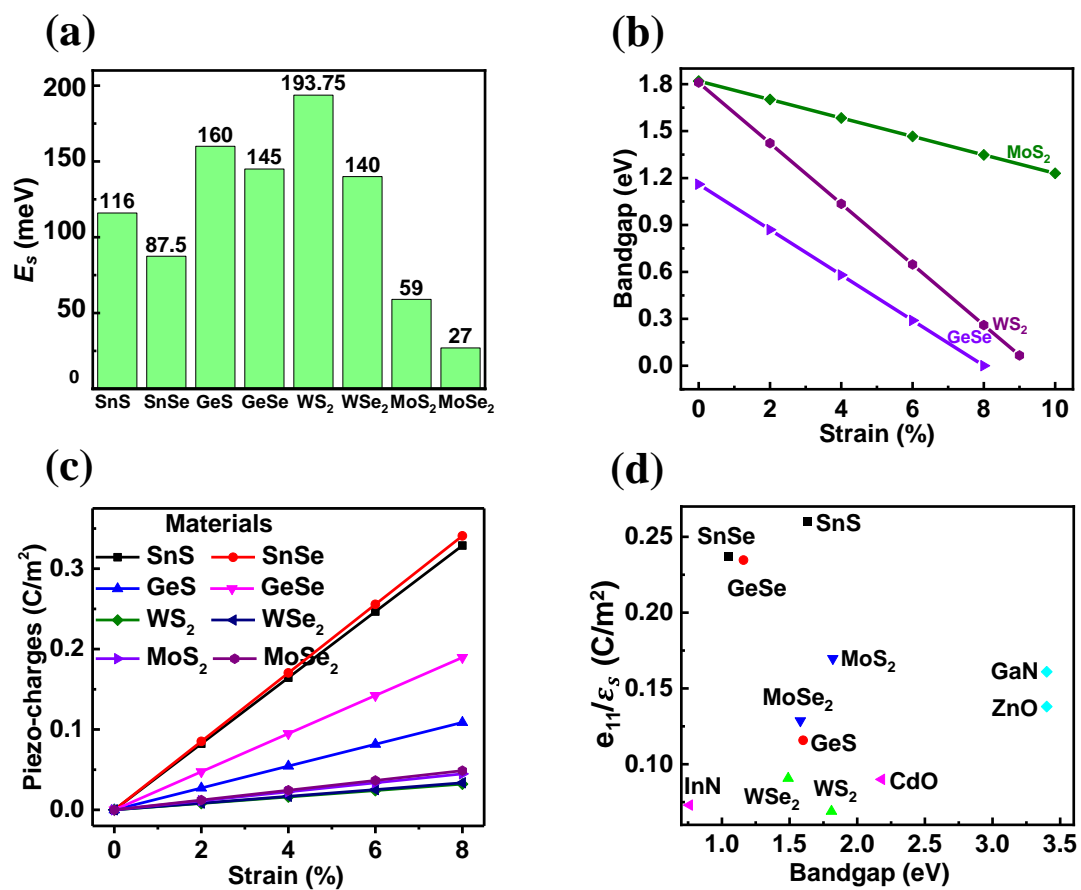 (a)
E_s (meV)
200
150
100
50
0
116
87.5
160
145
193.75
140
59
27
SnS SnSe GeS GeSe WS₂ WSe₂ MoS₂ MoSe₂
(b)
Bandgap (eV)
1.8
1.5
1.2
0.9
0.6
0.3
0.0
MoS₂
WS₂
GeSe
0 2 4 6 8 10
Strain (%)
(c)
Piezo-charges (C/m²)
0.3
0.2
0.1
0.0
Materials
SnS SnSe
GeS GeSe
WS₂ WSe₂
MoS₂ MoSe₂
0 2 4 6 8
Strain (%)
(d)
e₁₁/ε_s (C/m²)
0.25
0.20
0.15
0.10
SnS
SnSe
GeSe
MoS₂
GaN
MoSe₂
ZnO
GeS
InN
WSe₂
WS₂
CdO
1.0 1.5 2.0 2.5 3.0 3.5
Bandgap (eV)